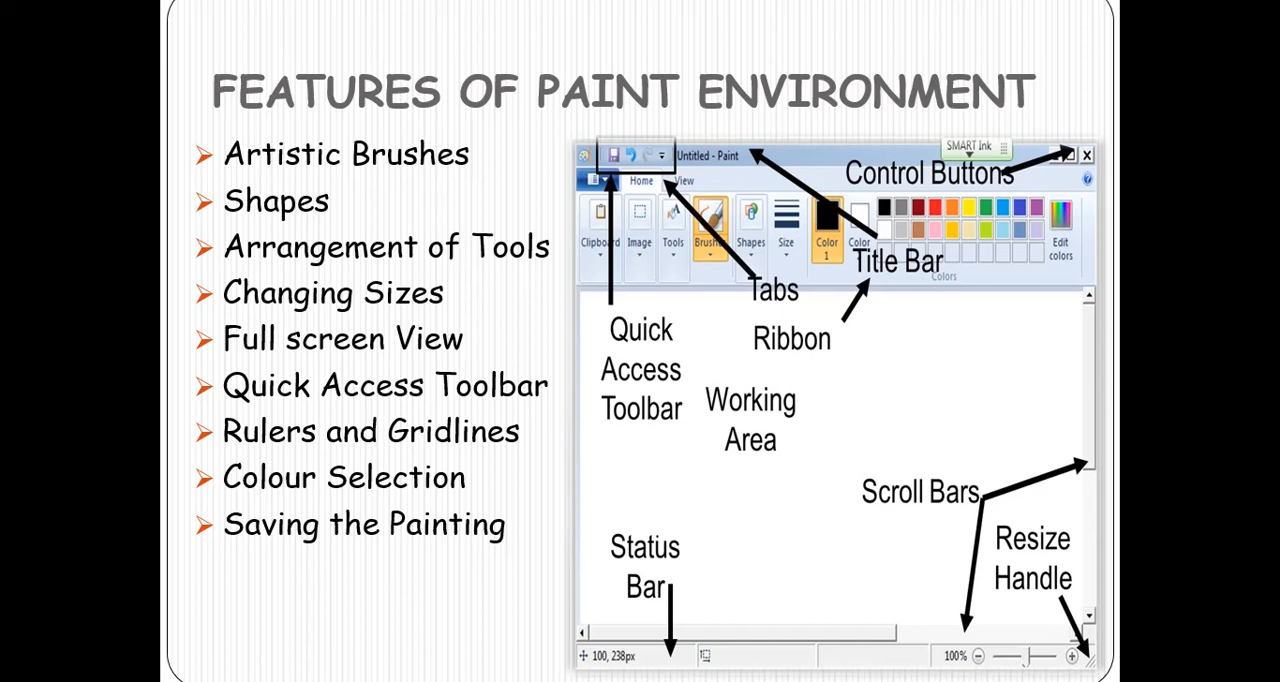 FEATURES OF PAINT ENVIRONMENT
Artistic Brushes
Shapes
Arrangement of Tools
Changing Sizes
Full screen View
Quick Access Toolbar
Rulers and Gridlines
Colour Selection
Saving the Painting
Untitled - Paint
SMART Ink
Control Buttons
Home View
Clipboard Image Tools Brushes Shapes Size Color 1 Color Edit colors
Title Bar
Colors
Tabs
Ribbon
Quick
Access
Toolbar
Working
Area
Scroll Bars
Resize
Handle
Status
Bar
100, 238px
100%